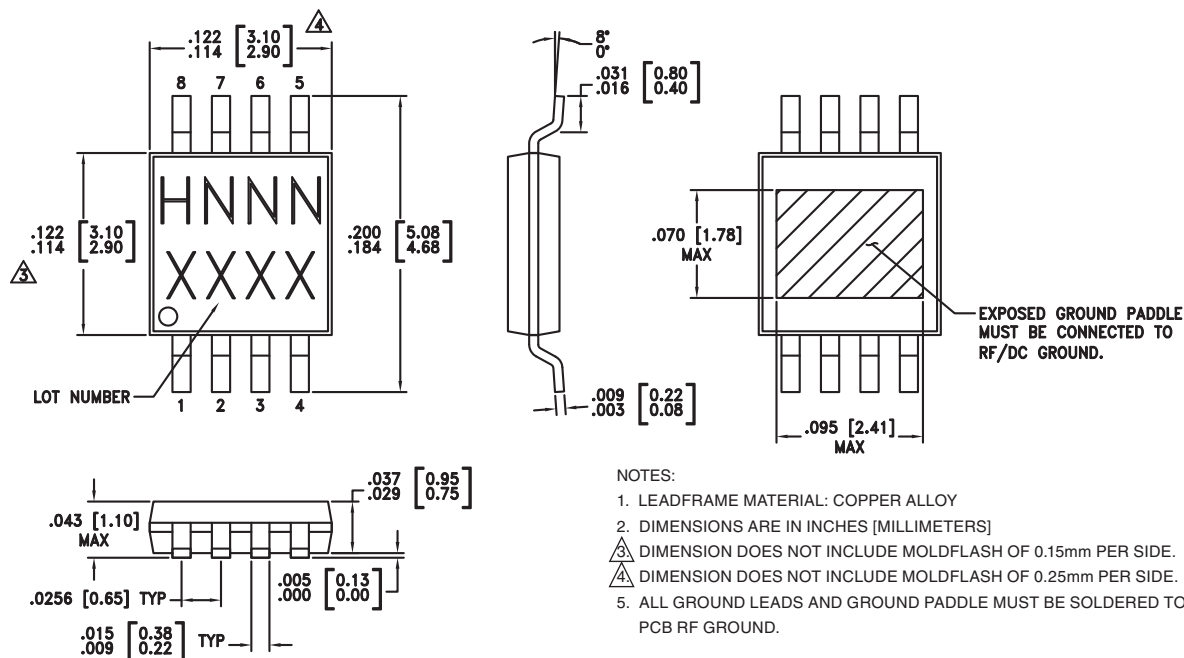 .122 [3.10]
.114 [2.90]
4
8 7 6 5
HNNN
XXXX
.122 [3.10]
.114 [2.90]
3
.200 [5.08]
.184 [4.68]
LOT NUMBER
1 2 3 4
8°
0°
.031 [0.80]
.016 [0.40]
.009 [0.22]
.003 [0.08]
.070 [1.78]
MAX
EXPOSED GROUND PADDLE
MUST BE CONNECTED TO
RF/DC GROUND.
.095 [2.41]
MAX
.037 [0.95]
.029 [0.75]
.043 [1.10]
MAX
.005 [0.13]
.000 [0.00]
.0256 [0.65] TYP
.015 [0.38]
.009 [0.22] TYP
NOTES:
1. LEADFRAME MATERIAL: COPPER ALLOY
2. DIMENSIONS ARE IN INCHES [MILLIMETERS]
3. DIMENSION DOES NOT INCLUDE MOLDFLASH OF 0.15mm PER SIDE.
4. DIMENSION DOES NOT INCLUDE MOLDFLASH OF 0.25mm PER SIDE.
5. ALL GROUND LEADS AND GROUND PADDLE MUST BE SOLDERED TO
PCB RF GROUND.